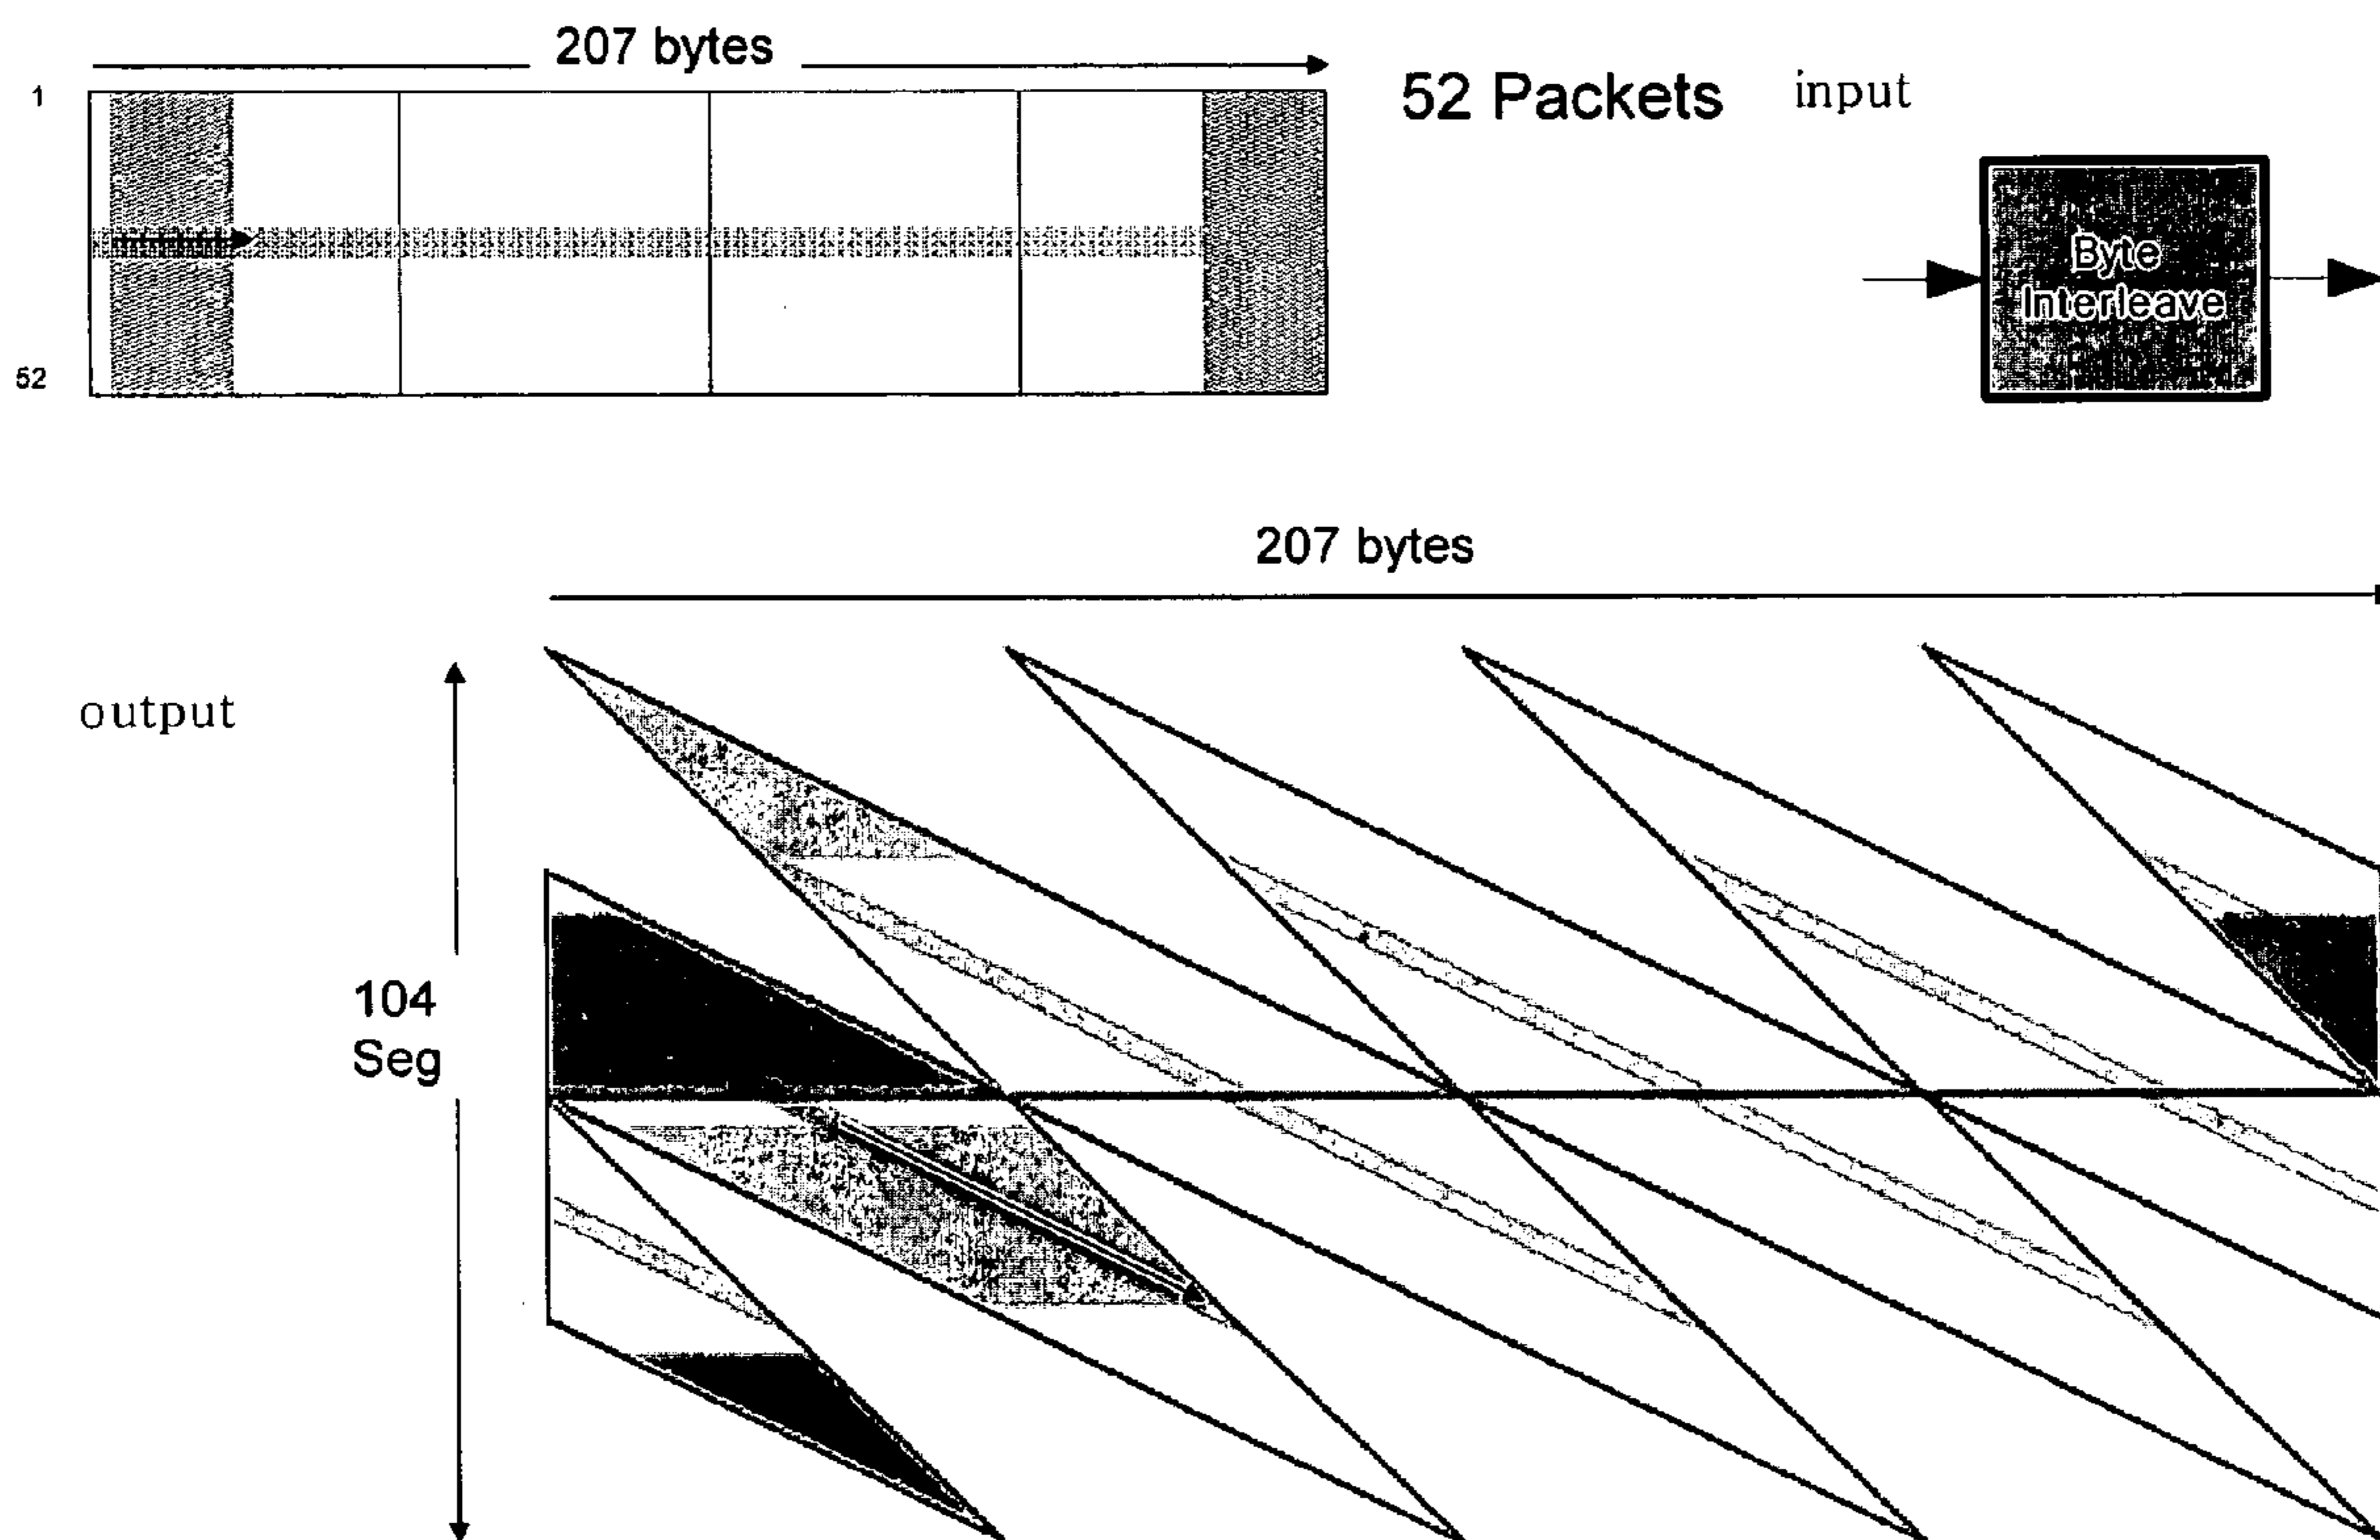 207 bytes
1
52 Packets input
52
Byte
Interleave
207 bytes
output
104
Seg